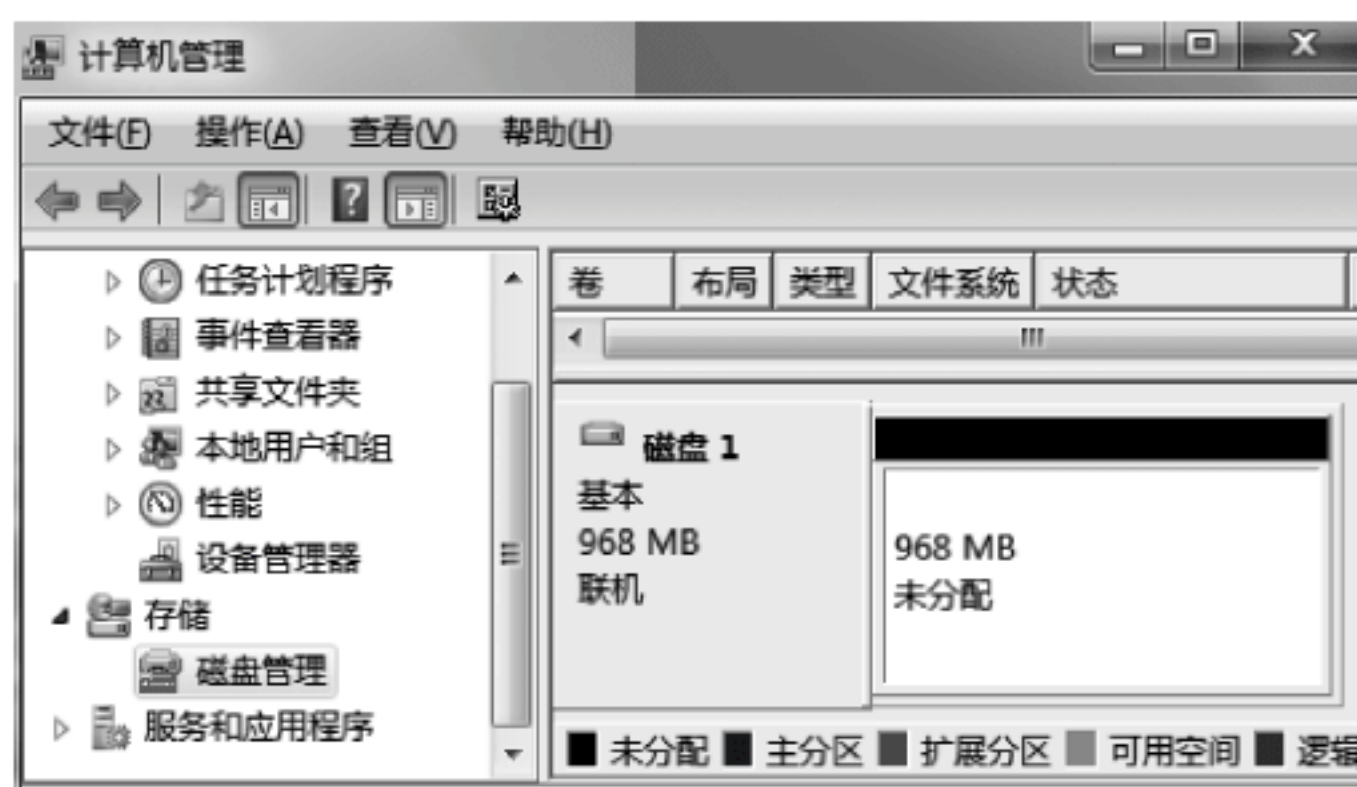 计算机管理
文件(F) 操作(A) 查看(V) 帮助(H)
任务计划程序
事件查看器
共享文件夹
本地用户和组
性能
设备管理器
存储
磁盘管理
服务和应用程序
卷 布局 类型 文件系统 状态
磁盘 1
基本
968 MB
联机
968 MB
未分配
未分配 主分区 扩展分区 可用空间 逻辑